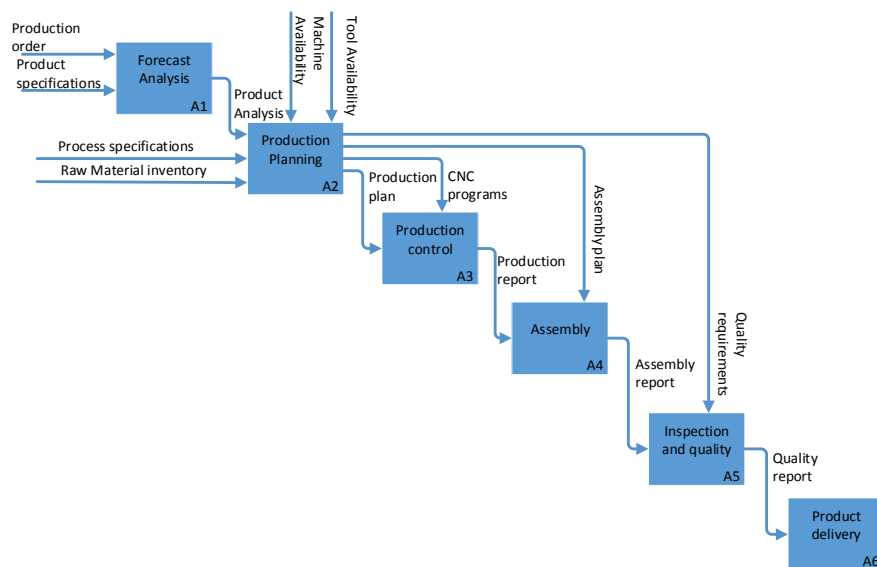 Production
order
Product
specifications
Forecast
Analysis
A1
Machine
Availability
Tool Availability
Product
Analysis
Process specifications
Raw Material inventory
Production
Planning
A2
Production
plan
CNC
programs
Production
control
A3
Production
report
Assembly plan
Assembly
A4
Assembly
report
Quality
requirements
Inspection
and quality
A5
Quality
report
Product
delivery
A6